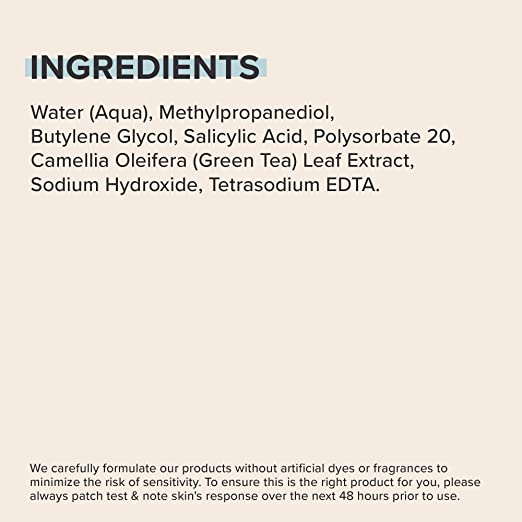 INGREDIENTS
Water (Aqua), Methylpropanediol,
Butylene Glycol, Salicylic Acid, Polysorbate 20,
Camellia Oleifera (Green Tea) Leaf Extract,
Sodium Hydroxide, Tetrasodium EDTA.
We carefully formulate our products without artificial dyes or fragrances to
minimize the risk of sensitivity. To ensure this is the right product for you, please
always patch test & note skin's response over the next 48 hours prior to use.